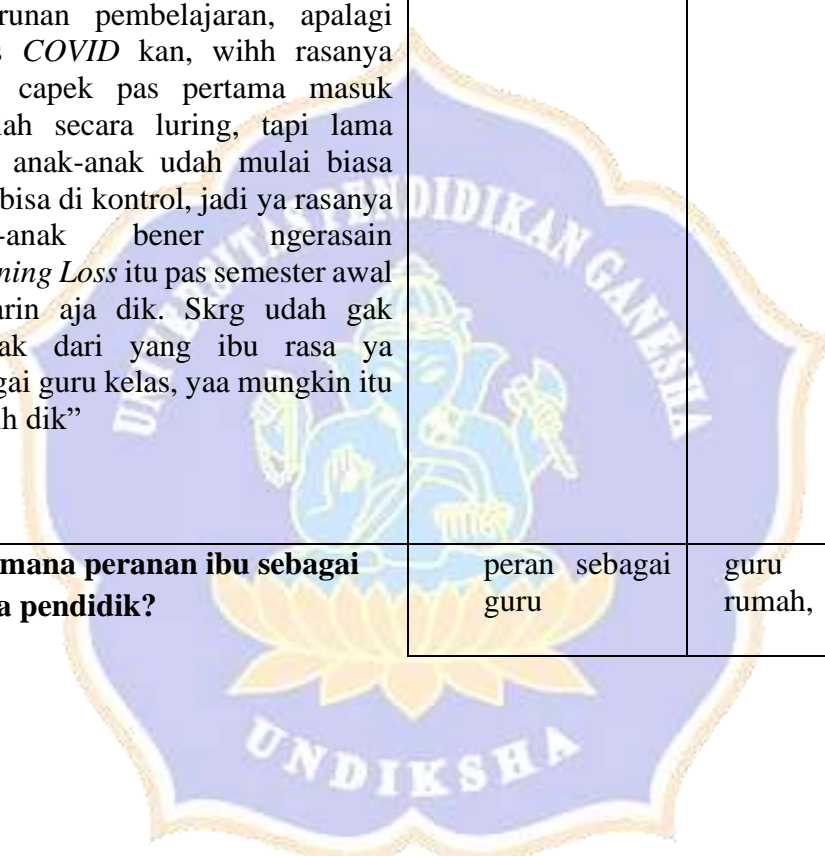 runan pembelajaran, apalagi
s COVID kan, wihh rasanya
capek pas pertama masuk
ah secara luring, tapi lama
anak-anak udah mulai biasa
bisa di kontrol, jadi ya rasanya
-anak bener ngerasain
ning Loss itu pas semester awal
arin aja dik. Skrg udah gak
ak dari yang ibu rasa ya
gai guru kelas, yaa mungkin itu
h dik”
mana peranan ibu sebagai
a pendidik?
peran sebagai
guru
guru
rumah,
UNIVERSITAS PENDIDIKAN GANESHA
UNDIKSHA